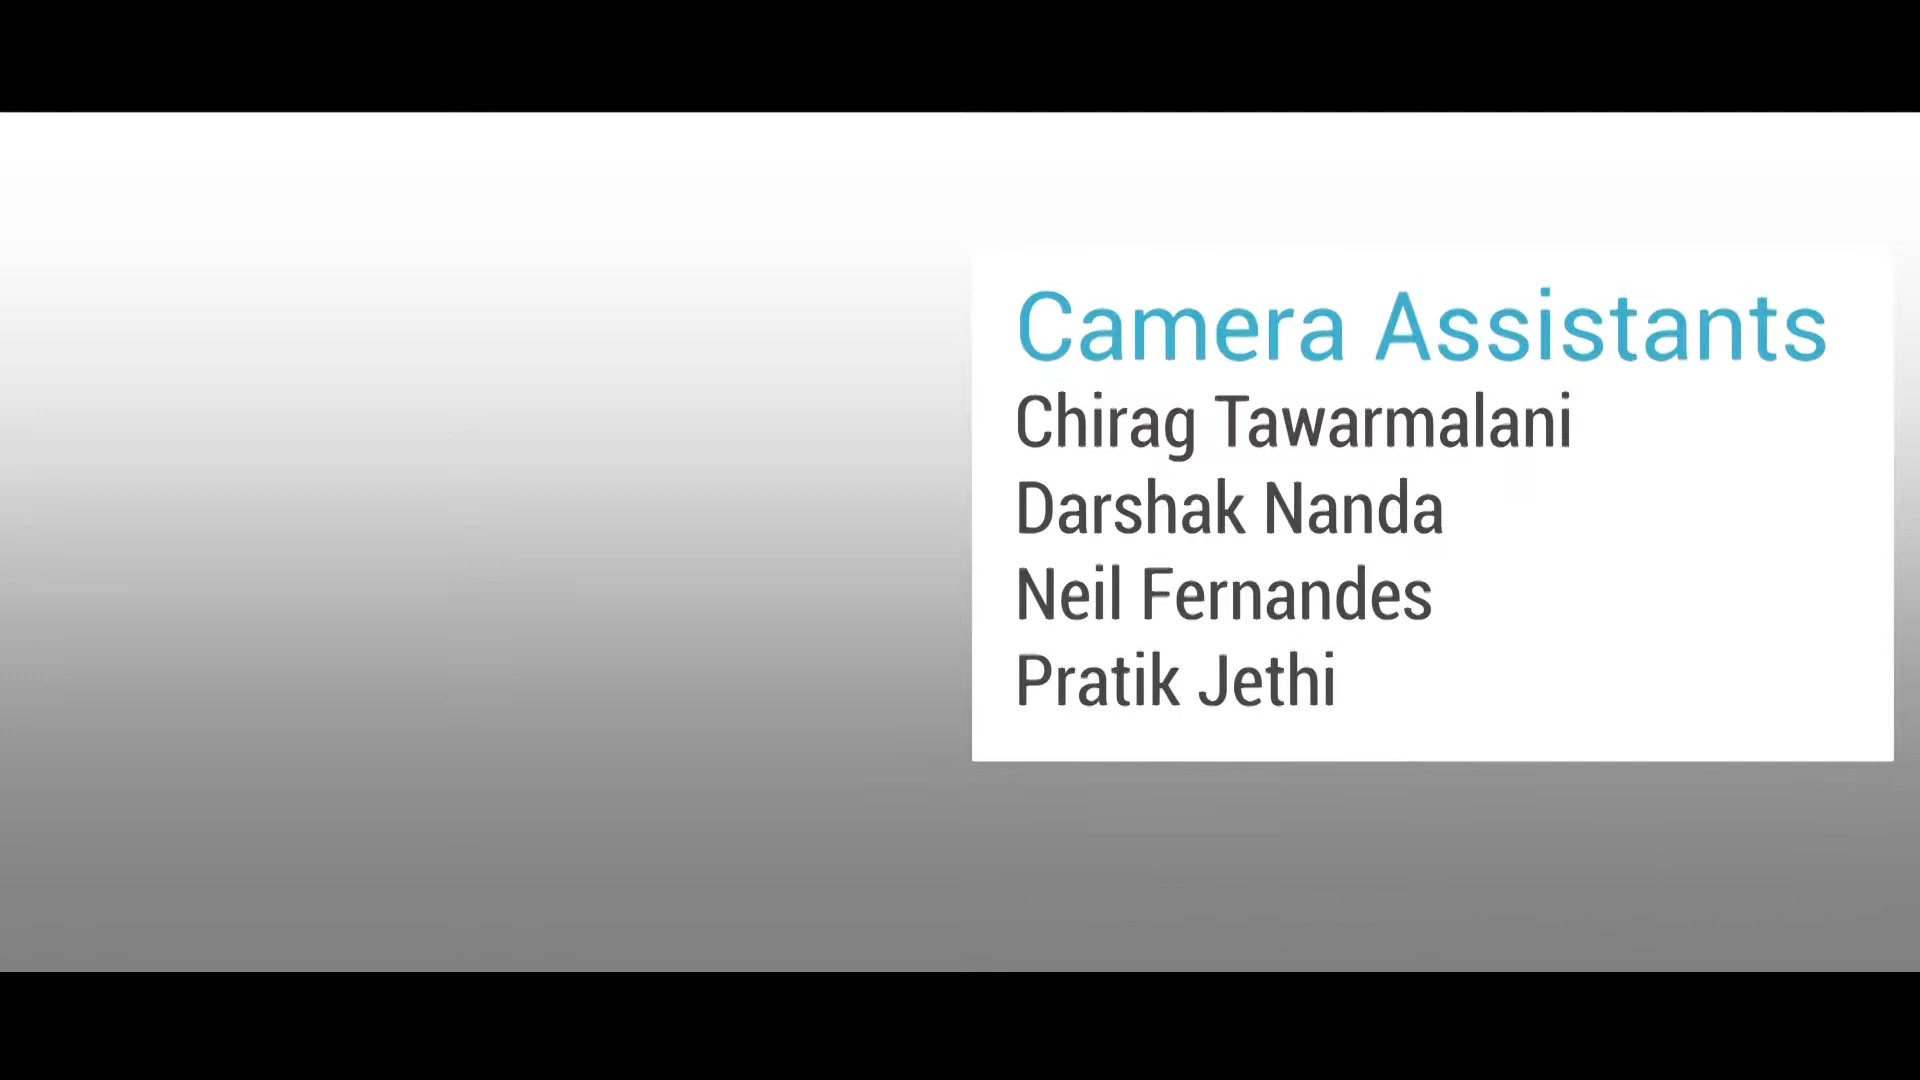 Camera Assistants
Chirag Tawarmalani
Darshak Nanda
Neil Fernandes
Pratik Jethi